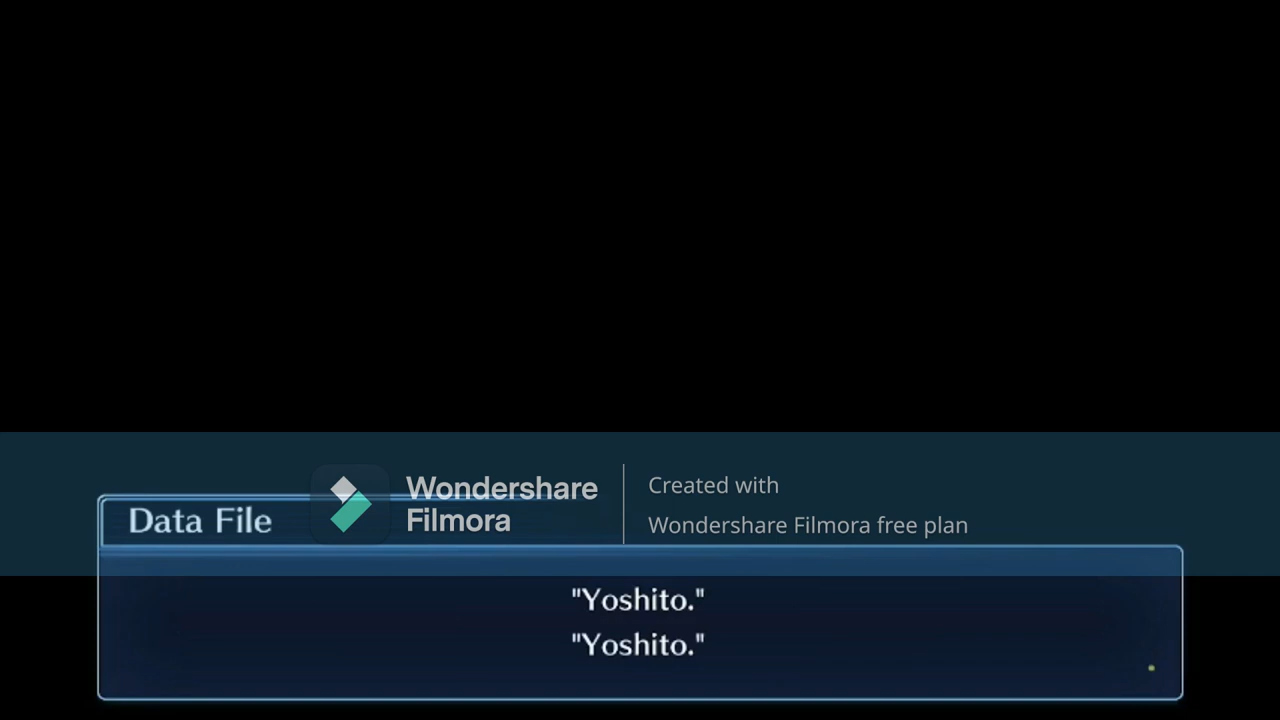 Wondershare
Filmora
Created with
Wondershare Filmora free plan
Data File
"Yoshito."
"Yoshito."